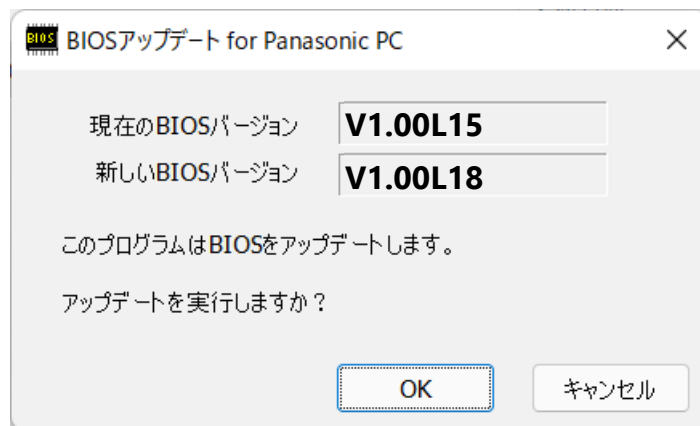 BIOS BIOSアップデート for Panasonic PC
現在のBIOSバージョン V1.00L15
新しいBIOSバージョン V1.00L18
このプログラムはBIOSをアップデートします。
アップデートを実行しますか？
OK キャンセル